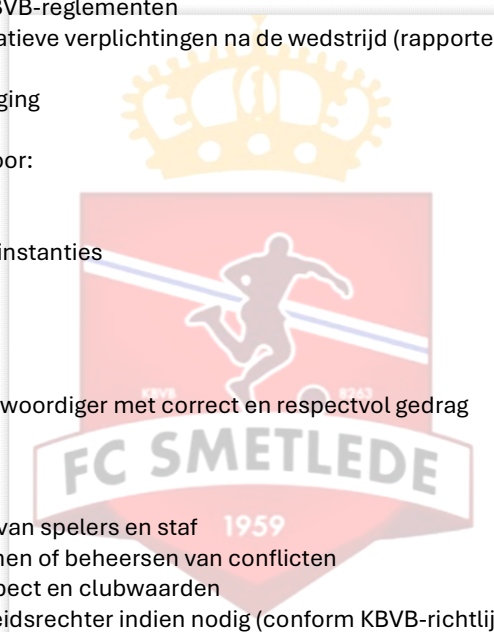 VB-reglementen
atieve verplichtingen na de wedstrijd (rapporte
ging
oor:
instanties
woordiger met correct en respectvol gedrag
KBVB 9263
FC SMETLEDE
van spelers en staf
1959
nen of beheersen van conflicten
pect en clubwaarden
eidsrechter indien nodig (conform KBVB-richtlij